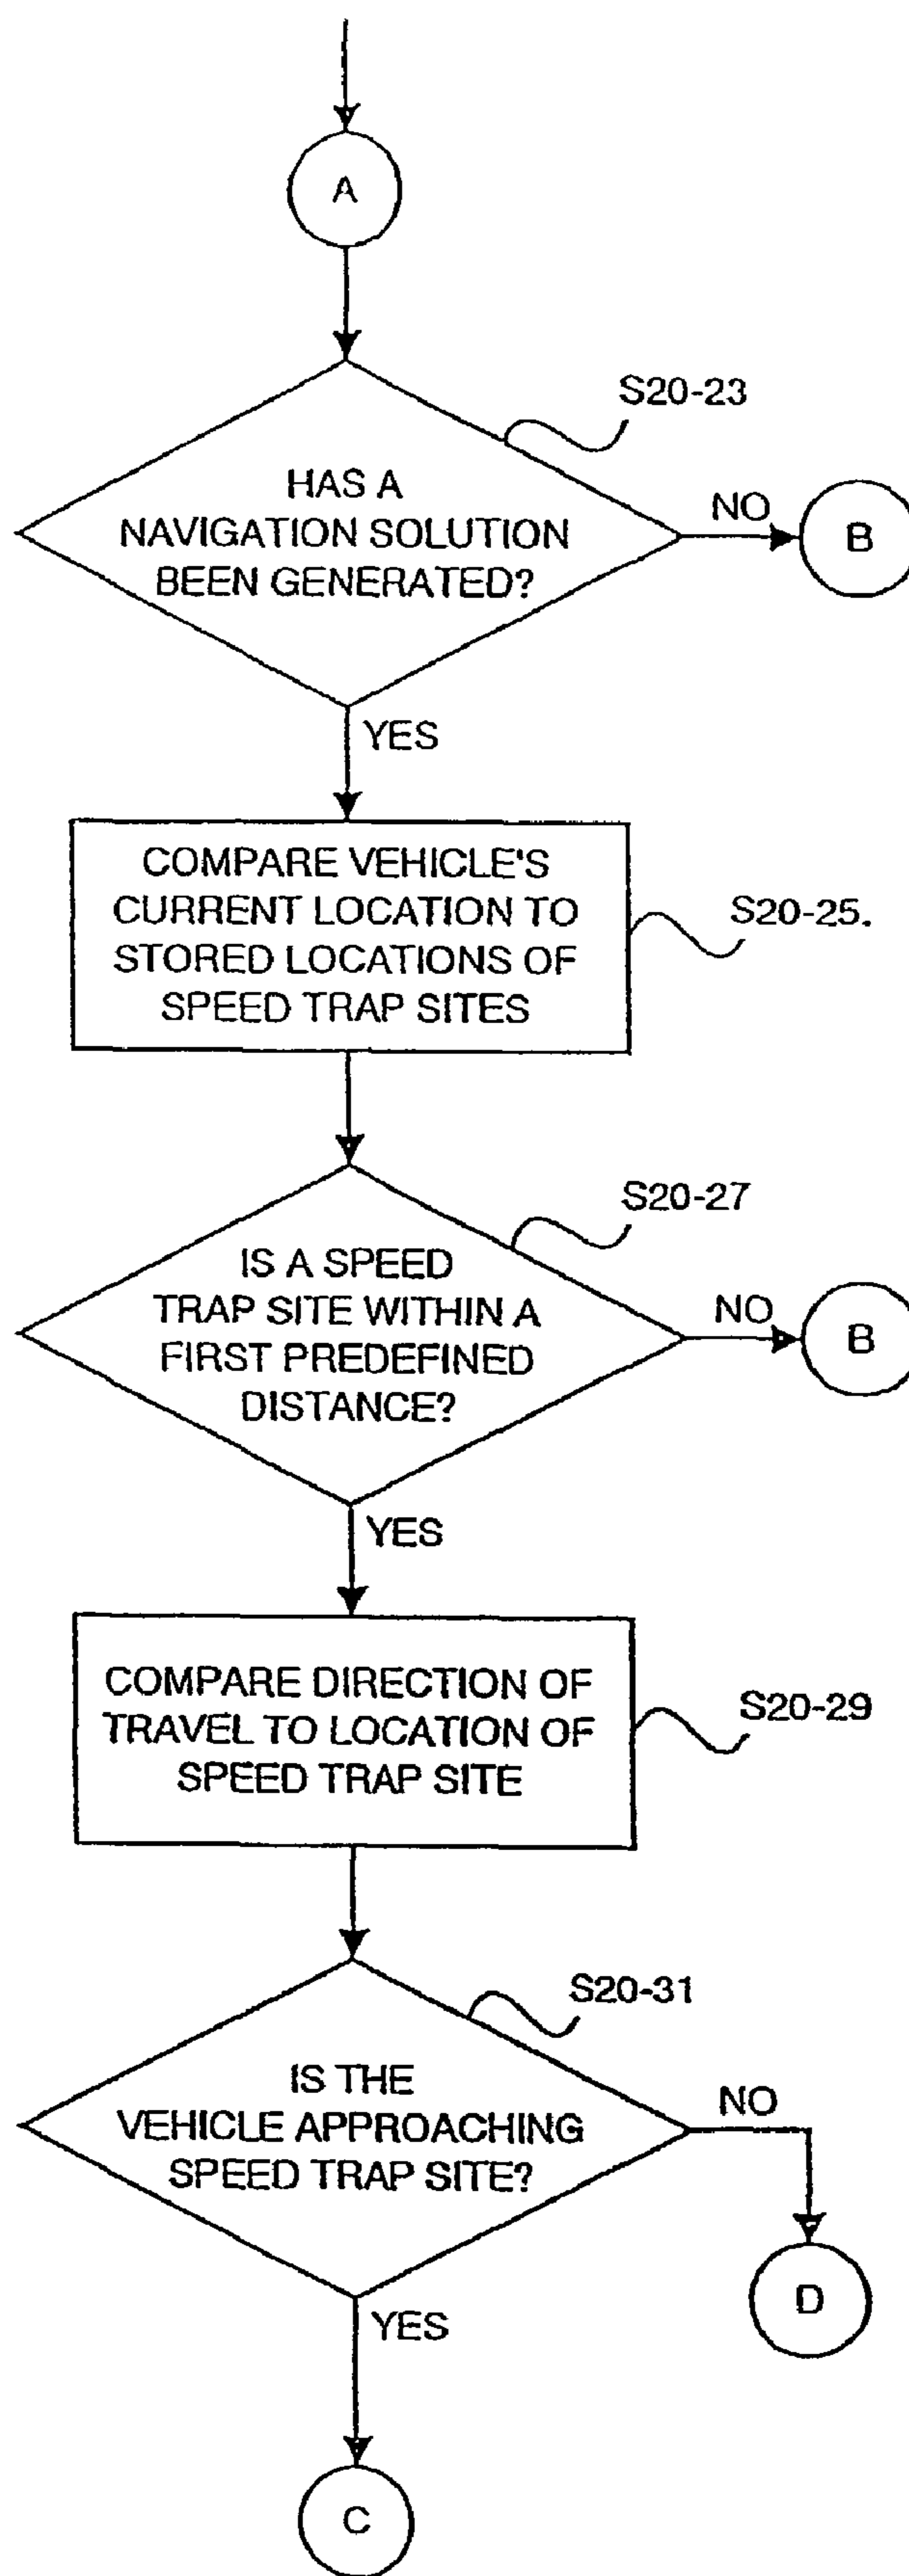 A
S20-23
HAS A
NAVIGATION SOLUTION
BEEN GENERATED?
NO
B
YES
COMPARE VEHICLE'S
CURRENT LOCATION TO
STORED LOCATIONS OF
SPEED TRAP SITES
S20-25.
S20-27
IS A SPEED
TRAP SITE WITHIN A
FIRST PREDEFINED
DISTANCE?
NO
B
YES
COMPARE DIRECTION OF
TRAVEL TO LOCATION OF
SPEED TRAP SITE
S20-29
S20-31
IS THE
VEHICLE APPROACHING
SPEED TRAP SITE?
NO
D
YES
C